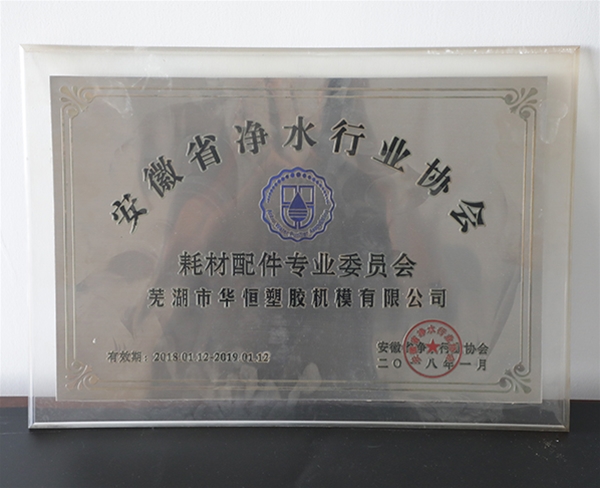 安徽省净水行业协会
耗材配件专业委员会
芜湖市华恒塑胶机模有限公司
有效期：2018 01.12-2019 01.12
安徽省净水行业协会
二〇一八年一月